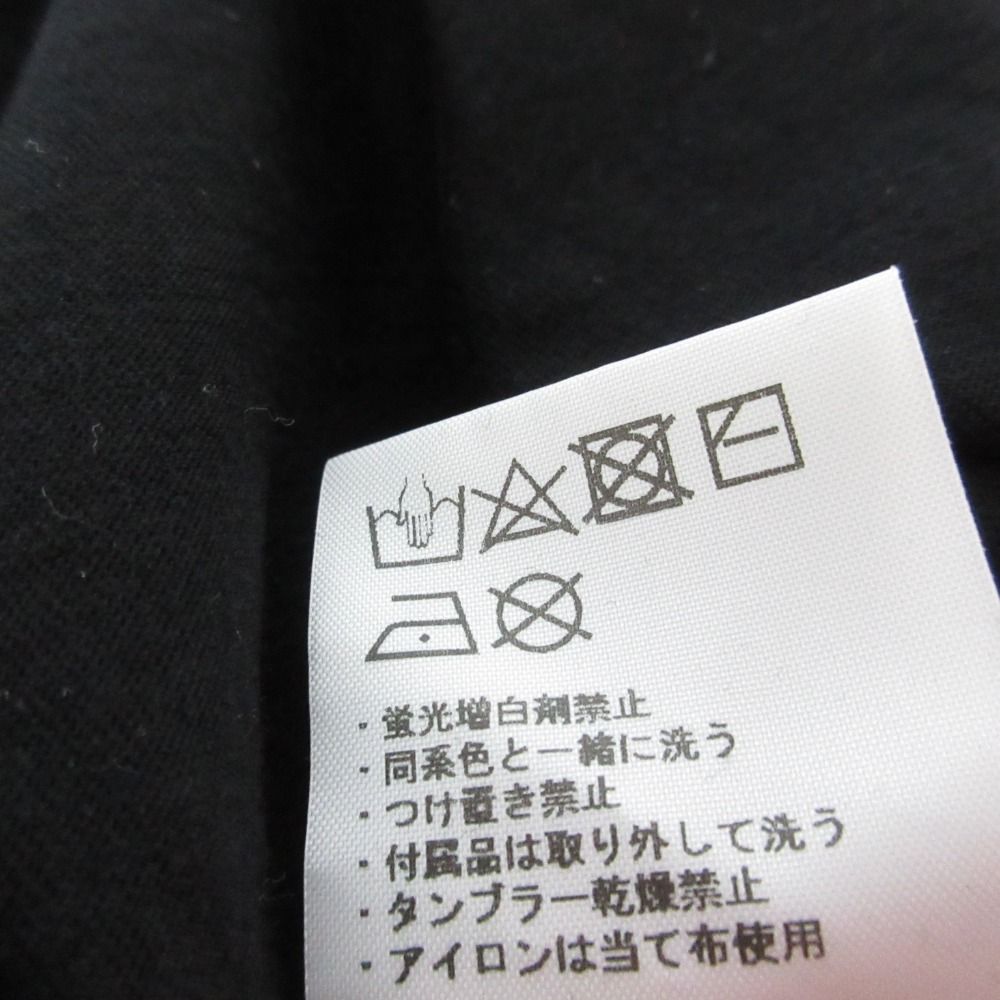 ・蛍光増白剤禁止
・同系色と一緒に洗う
・つけ置き禁止
・付属品は取り外して洗う
・タンブラー乾燥禁止
・アイロンは当て布使用